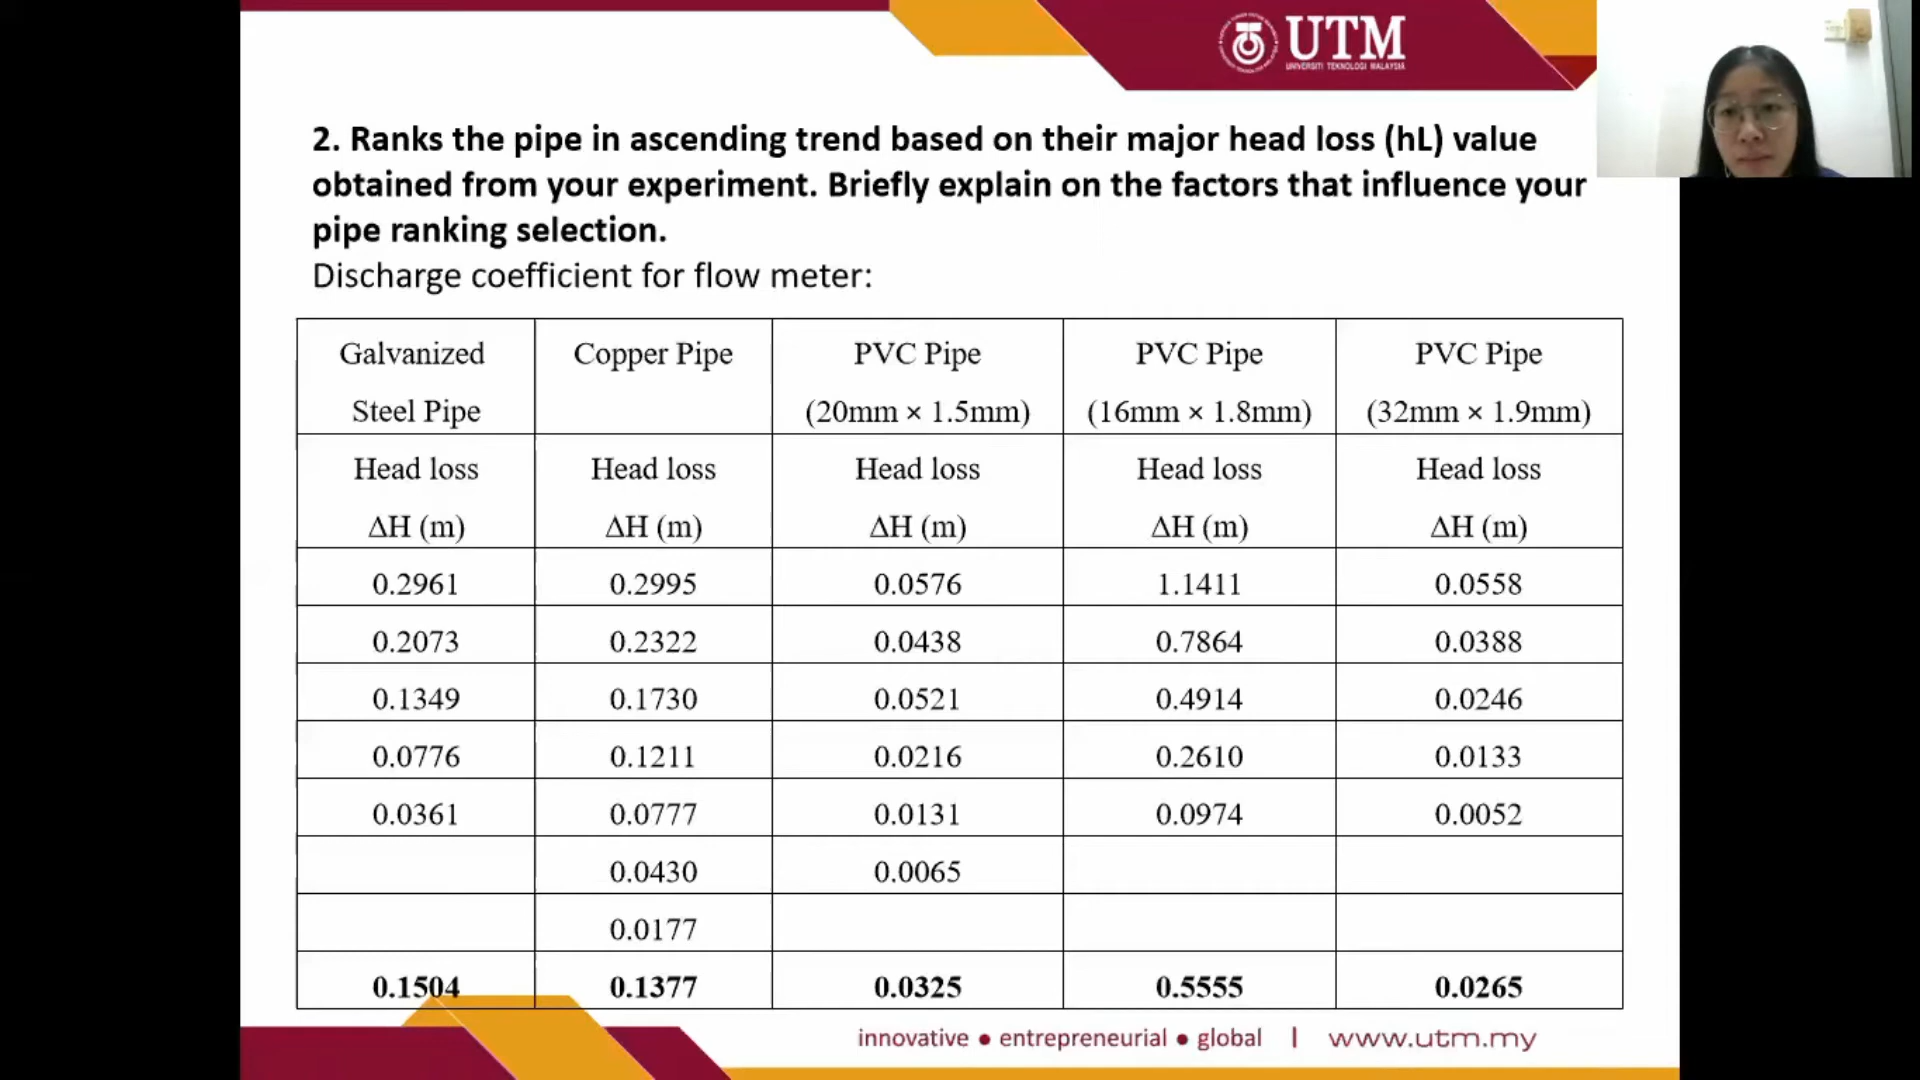 UTM
UNIVERSITI TEKNOLOGI MALAYSIA
2. Ranks the pipe in ascending trend based on their major head loss (hL) value
obtained from your experiment. Briefly explain on the factors that influence your
pipe ranking selection.
Discharge coefficient for flow meter:
Galvanized Steel Pipe
Copper Pipe
PVC Pipe (20mm × 1.5mm)
PVC Pipe (16mm × 1.8mm)
PVC Pipe (32mm × 1.9mm)
Head loss Head loss Head loss Head loss Head loss
ΔH (m) ΔH (m) ΔH (m) ΔH (m) ΔH (m)
0.2961 0.2995 0.0576 1.1411 0.0558
0.2073 0.2322 0.0438 0.7864 0.0388
0.1349 0.1730 0.0521 0.4914 0.0246
0.0776 0.1211 0.0216 0.2610 0.0133
0.0361 0.0777 0.0131 0.0974 0.0052
0.0430 0.0065
0.0177
0.1504 0.1377 0.0325 0.5555 0.0265
innovative ● entrepreneurial ● global | www.utm.my